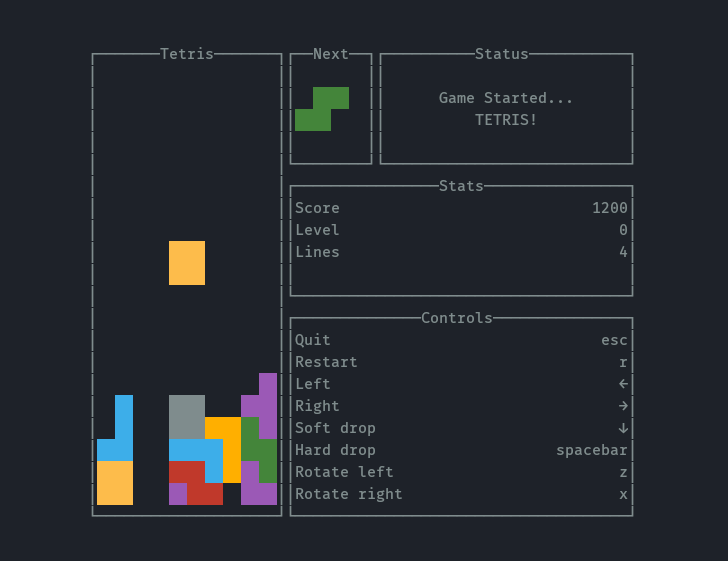 Tetris
Next
Status
Game Started...
TETRIS!
Stats
Score 1200
Level 0
Lines 4
Controls
Quit esc
Restart r
Left ←
Right →
Soft drop ↓
Hard drop spacebar
Rotate left z
Rotate right x